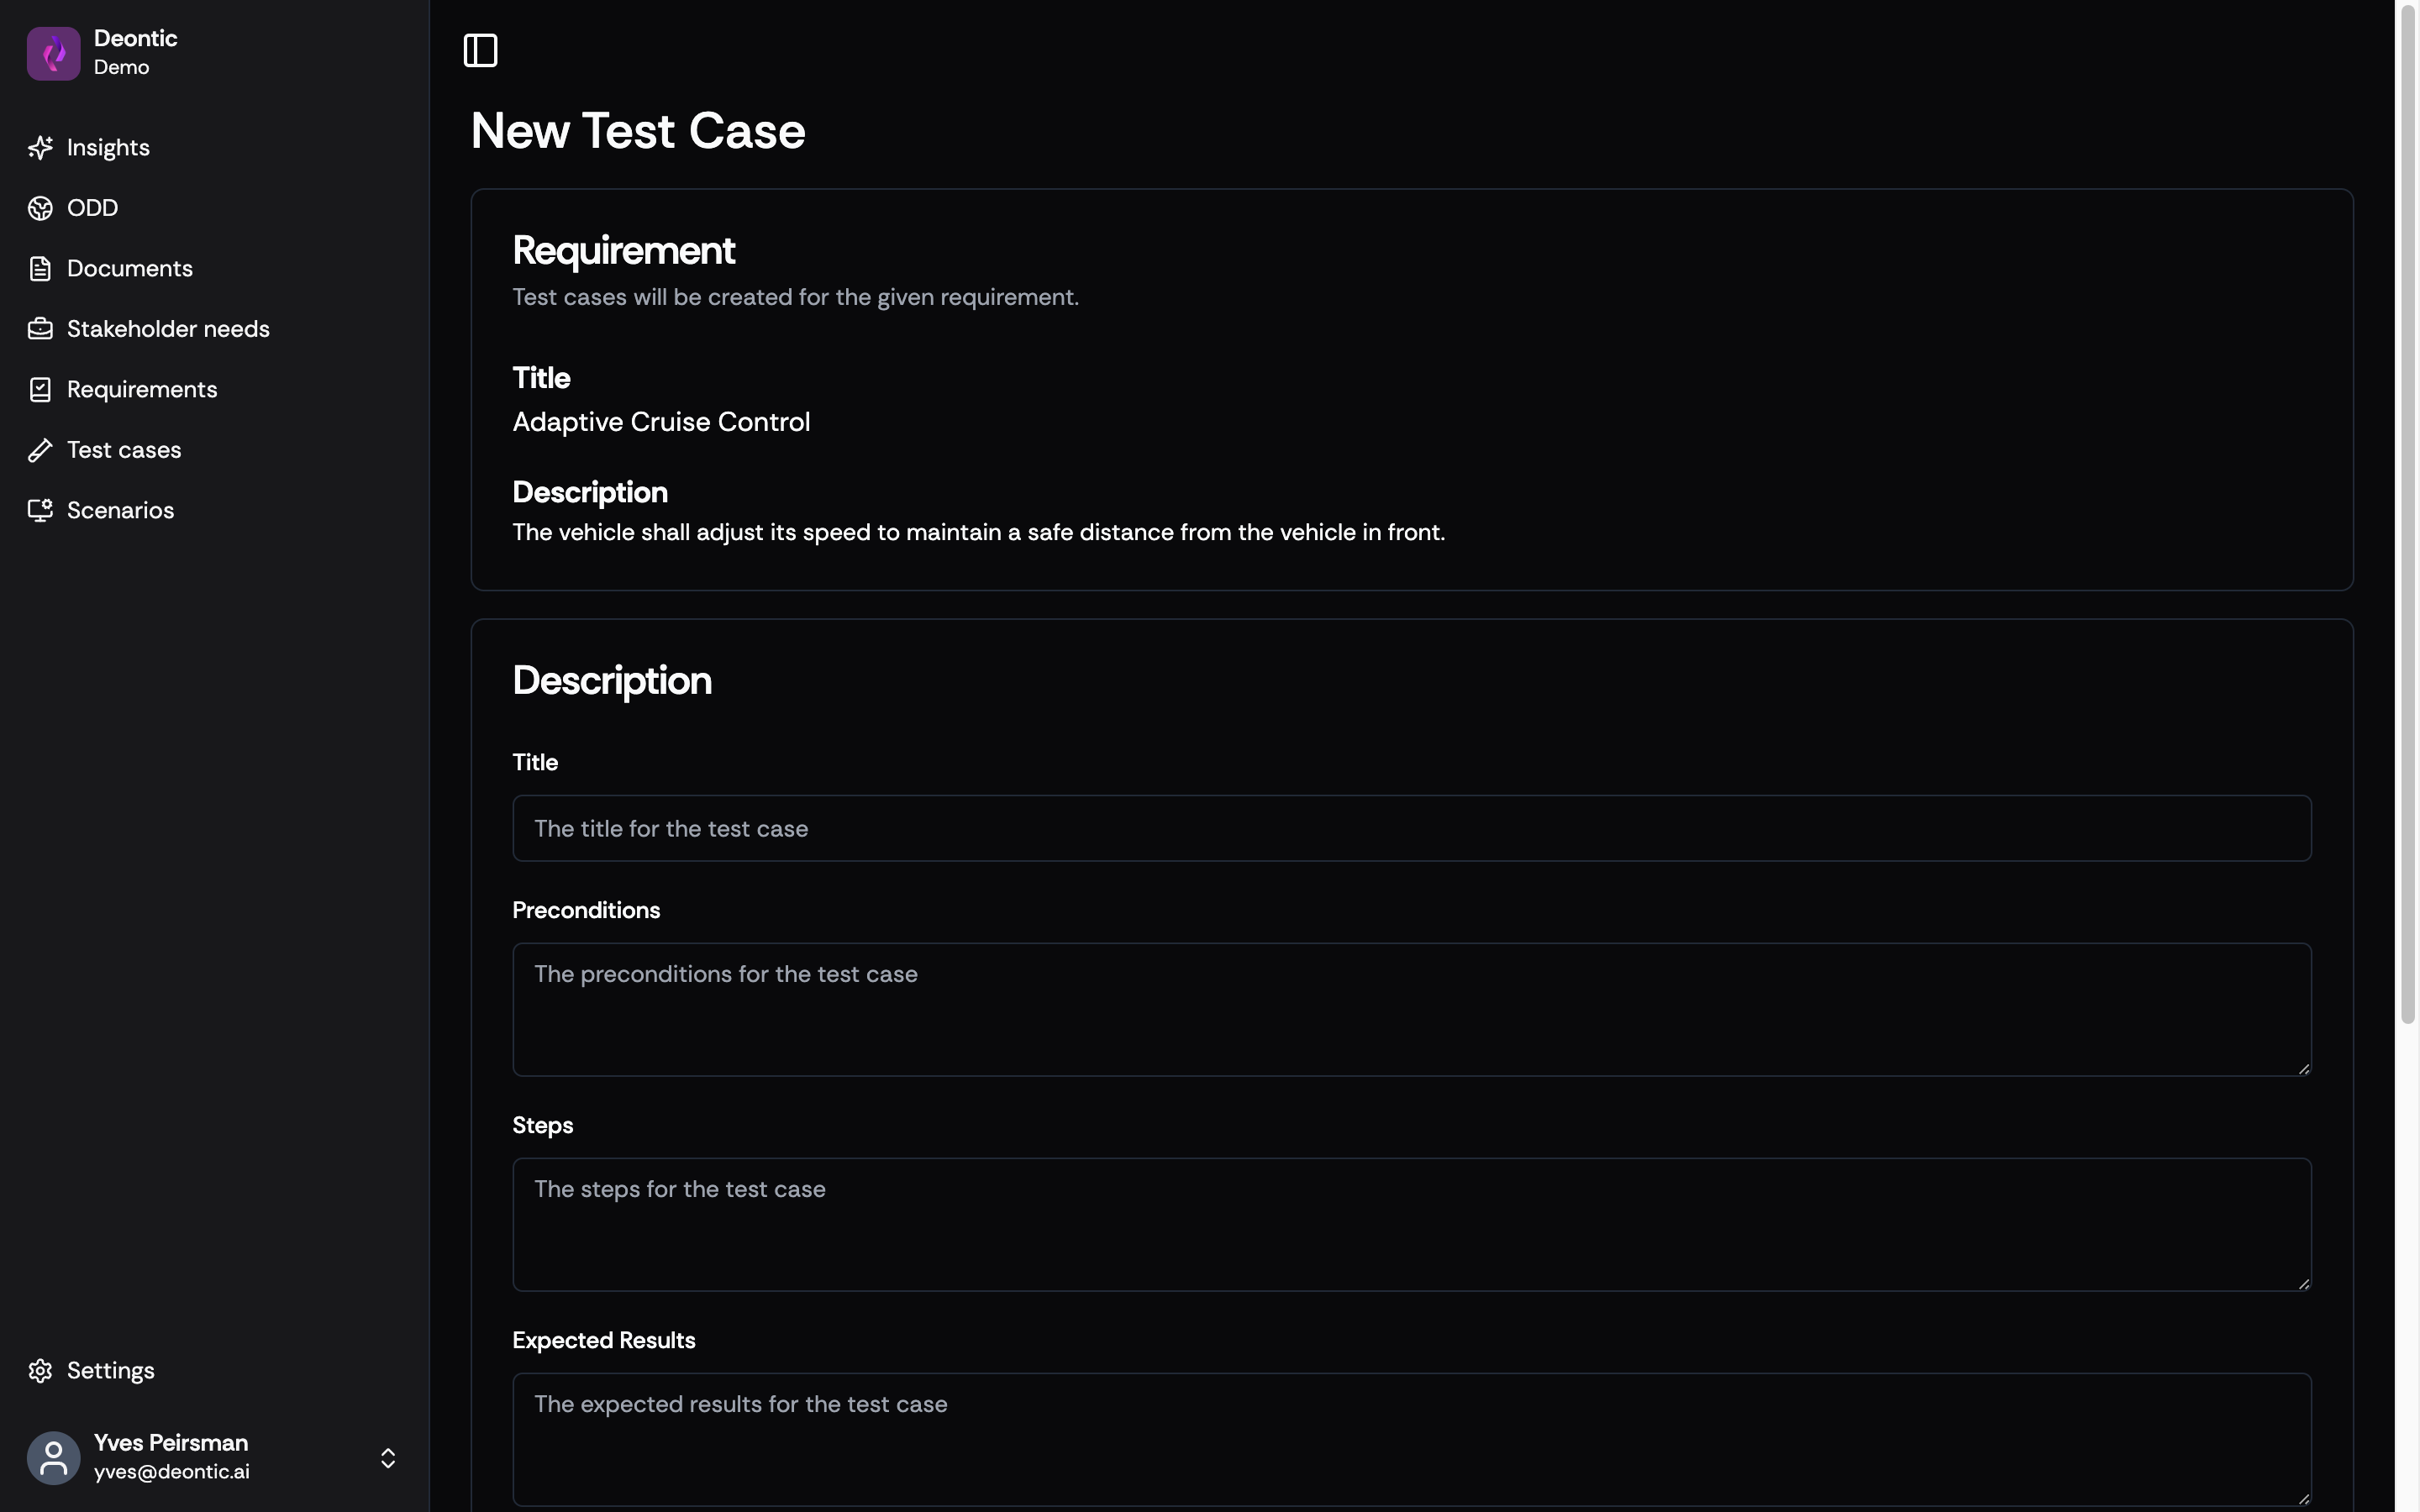 Deontic
Demo
Insights
ODD
Documents
Stakeholder needs
Requirements
Test cases
Scenarios
Settings
Yves Peirsman
yves@deontic.ai
New Test Case
Requirement
Test cases will be created for the given requirement.
Title
Adaptive Cruise Control
Description
The vehicle shall adjust its speed to maintain a safe distance from the vehicle in front.
Description
Title
The title for the test case
Preconditions
The preconditions for the test case
Steps
The steps for the test case
Expected Results
The expected results for the test case